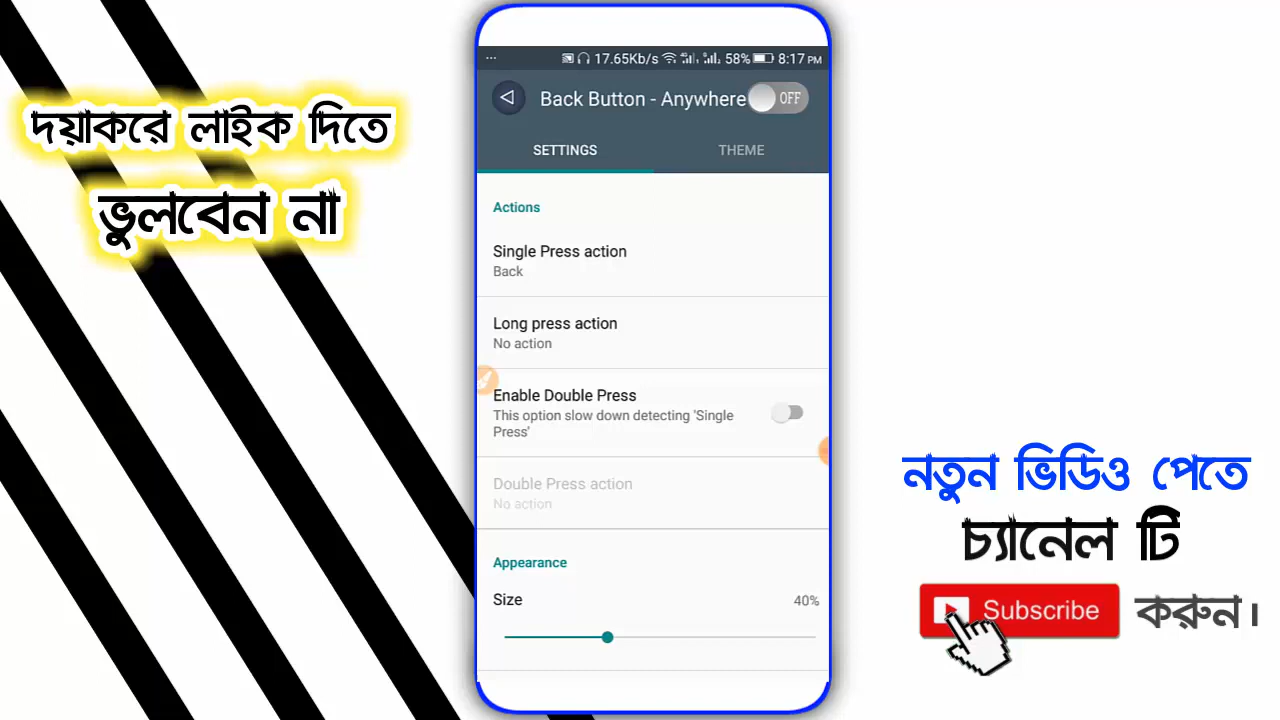 দয়াকরে লাইক দিতে
ভুলবেন না
... 17.65Kb/s 58% 8:17 PM
Back Button - Anywhere OFF
SETTINGS THEME
Actions
Single Press action
Back
Long press action
No action
Enable Double Press
This option slow down detecting 'Single
Press'
Double Press action
No action
Appearance
Size 40%
নতুন ভিডিও পেতে
চ্যানেল টি
Subscribe করুন।